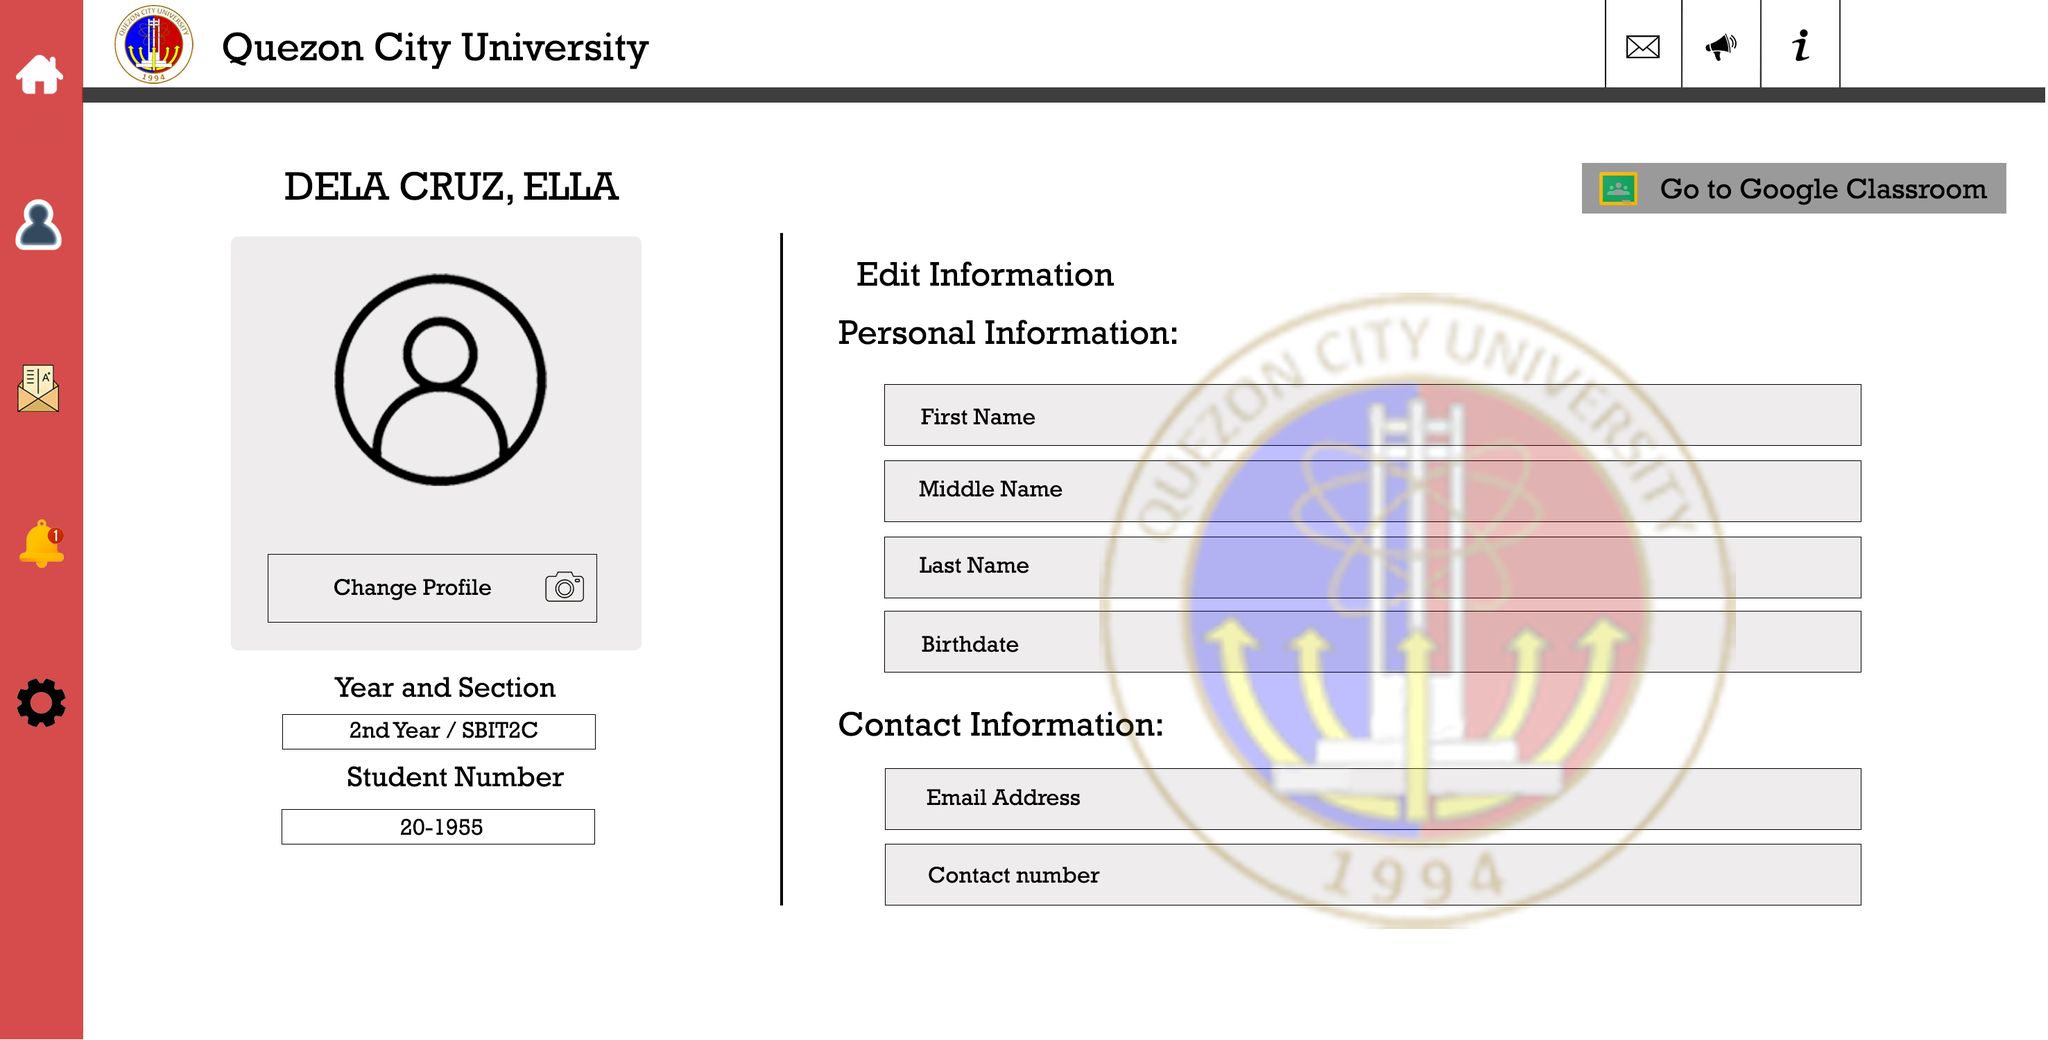 QUEZON CITY UNIVERSITY
1994
Quezon City University
i
DELA CRUZ, ELLA
Go to Google Classroom
A+
1
Change Profile
Year and Section
2nd Year / SBIT2C
Student Number
20-1955
Edit Information
Personal Information:
First Name
Middle Name
Last Name
Birthdate
Contact Information:
Email Address
Contact number
QUEZON CITY UNIVERSITY
1994